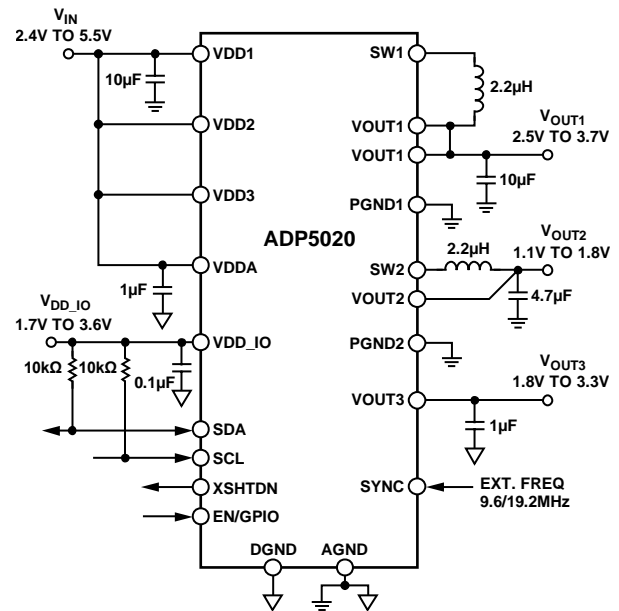 VIN
2.4V TO 5.5V
VDD1
10µF
VDD2
VDD3
VDDA
1µF
VDD_IO
1.7V TO 3.6V
VDD_IO
10kΩ 10kΩ
0.1µF
SDA
SCL
XSHTDN
EN/GPIO
ADP5020
DGND
AGND
SW1
2.2µH
VOUT1
VOUT1
VOUT1
2.5V TO 3.7V
10µF
PGND1
SW2
2.2µH
VOUT2
1.1V TO 1.8V
VOUT2
4.7µF
PGND2
VOUT3
1.8V TO 3.3V
VOUT3
1µF
SYNC
EXT. FREQ
9.6/19.2MHz